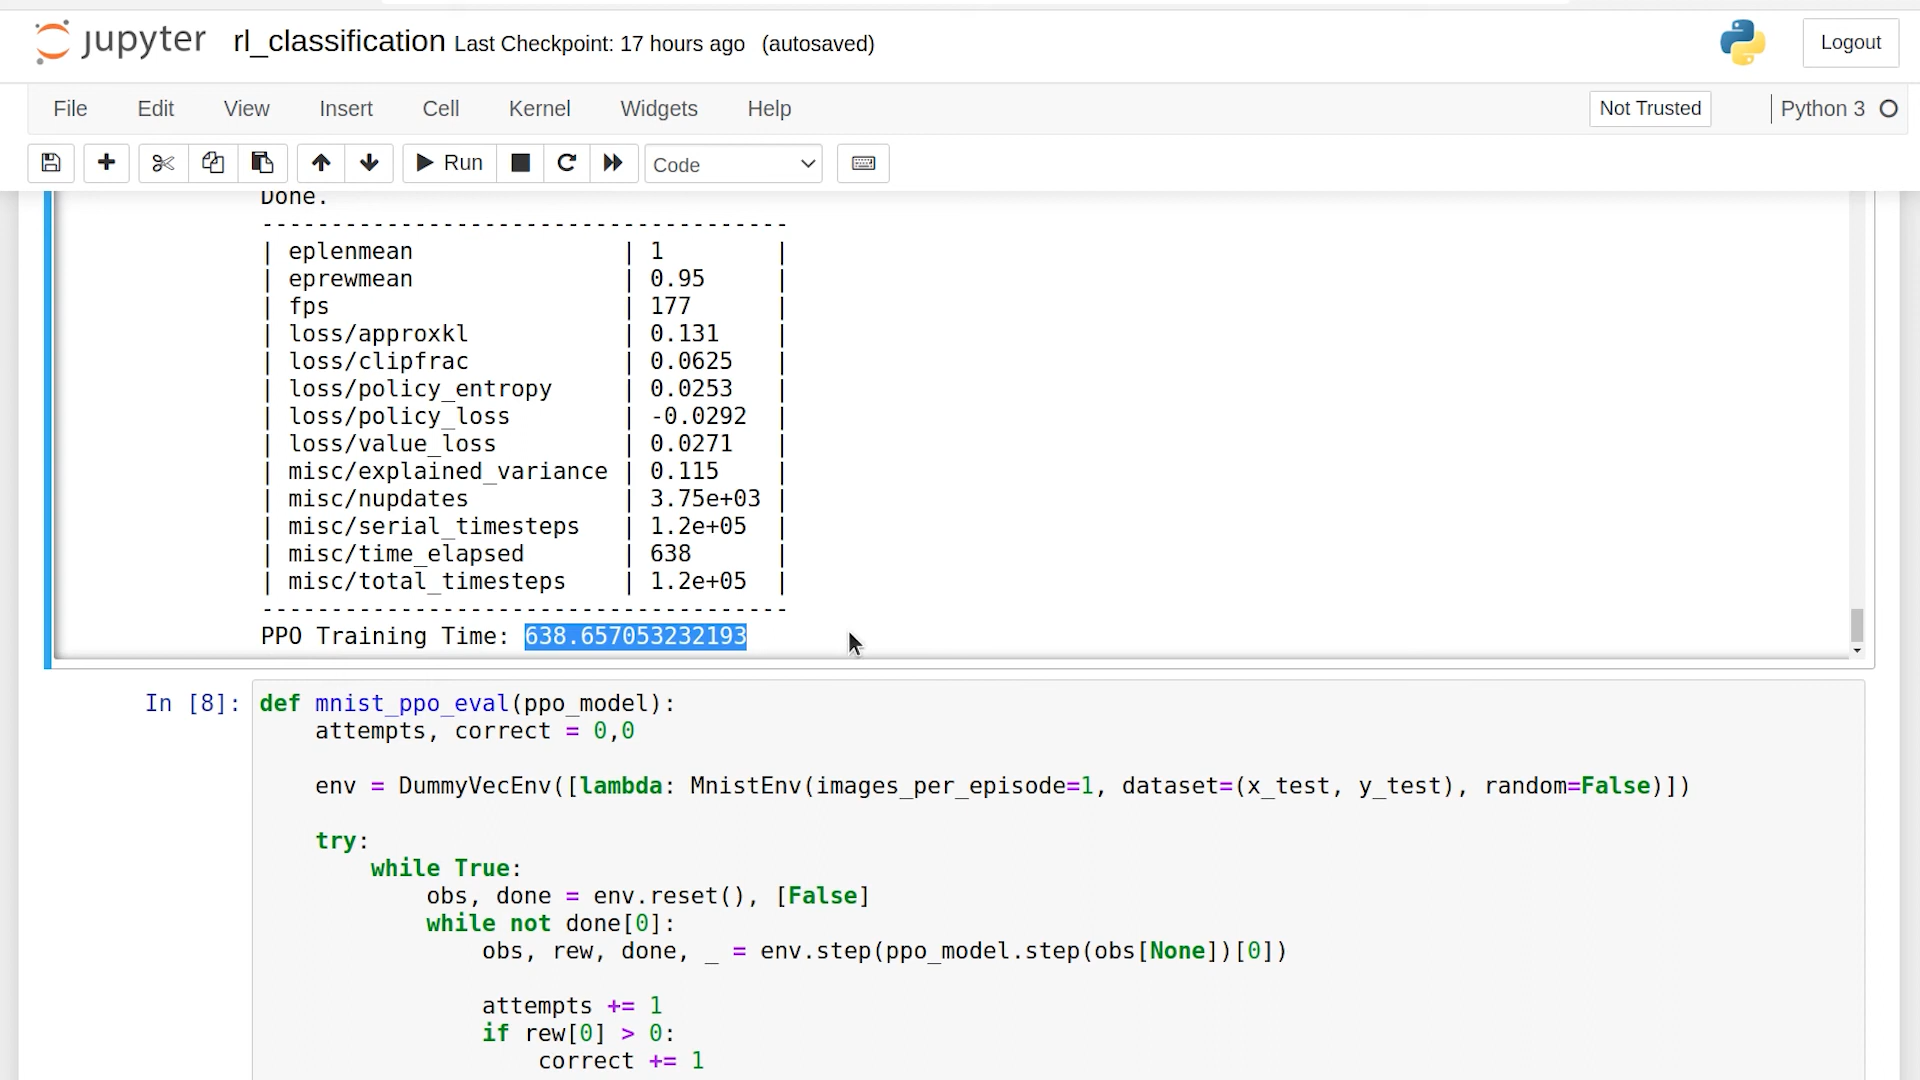 jupyter rl_classification Last Checkpoint: 17 hours ago (autosaved) Logout
File Edit View Insert Cell Kernel Widgets Help Not Trusted Python 3
Run Code
Done.
-------------------------------------
| eplenmean | 1 |
| eprewmean | 0.95 |
| fps | 177 |
| loss/approxkl | 0.131 |
| loss/clipfrac | 0.0625 |
| loss/policy_entropy | 0.0253 |
| loss/policy_loss | -0.0292 |
| loss/value_loss | 0.0271 |
| misc/explained_variance | 0.115 |
| misc/nupdates | 3.75e+03 |
| misc/serial_timesteps | 1.2e+05 |
| misc/time_elapsed | 638 |
| misc/total_timesteps | 1.2e+05 |
-------------------------------------
PPO Training Time: 638.657053232193
In [8]: def mnist_ppo_eval(ppo_model):
attempts, correct = 0,0
env = DummyVecEnv([lambda: MnistEnv(images_per_episode=1, dataset=(x_test, y_test), random=False)])
try:
while True:
obs, done = env.reset(), [False]
while not done[0]:
obs, rew, done, _ = env.step(ppo_model.step(obs[None])[0])
attempts += 1
if rew[0] > 0:
correct += 1